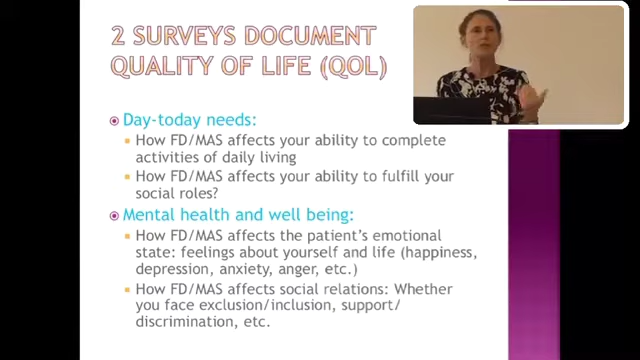 2 SURVEYS DOCUMENT
QUALITY OF LIFE (QOL)
Day-today needs:
How FD/MAS affects your ability to complete
activities of daily living
How FD/MAS affects your ability to fulfill your
social roles?
Mental health and well being:
How FD/MAS affects the patient's emotional
state: feelings about yourself and life (happiness,
depression, anxiety, anger, etc.)
How FD/MAS affects social relations: Whether
you face exclusion/inclusion, support/
discrimination, etc.